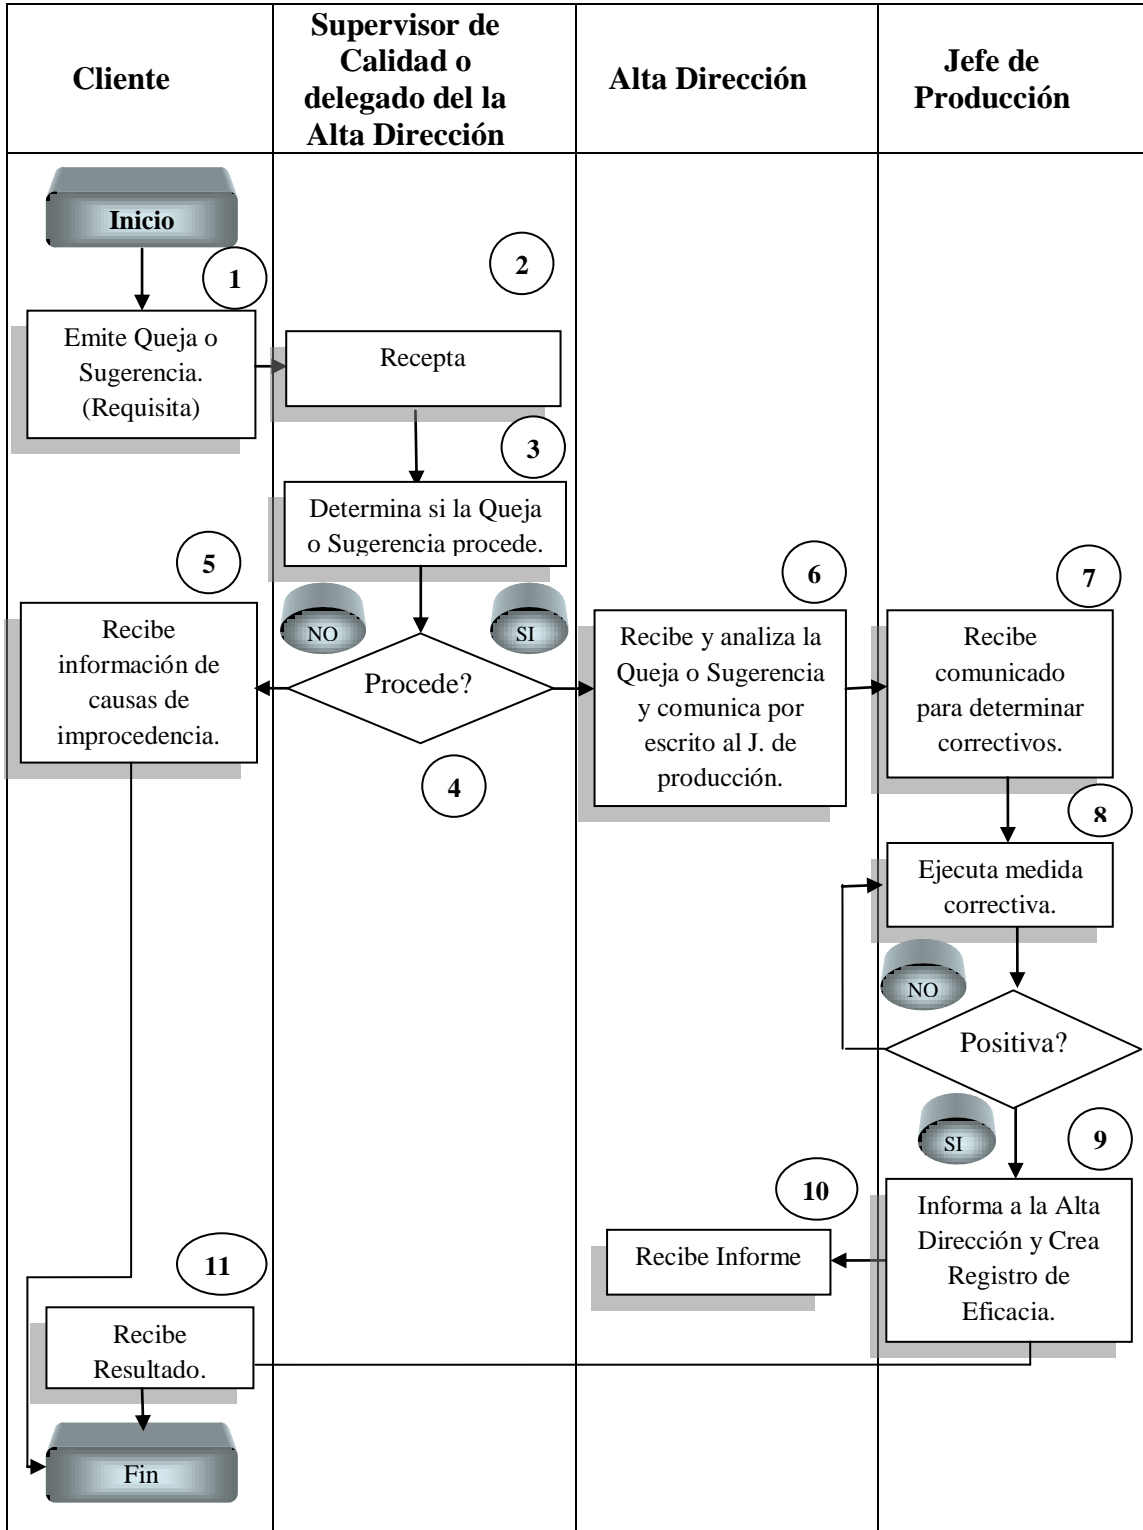 Cliente
Supervisor de
Calidad o
delegado del la
Alta Dirección
Alta Dirección
Jefe de
Producción
Inicio
1
Emite Queja o
Sugerencia.
(Requisita)
2
Recepta
3
Determina si la Queja
o Sugerencia procede.
NO
SI
Procede?
4
5
Recibe
información de
causas de
improcedencia.
6
Recibe y analiza la
Queja o Sugerencia
y comunica por
escrito al J. de
producción.
7
Recibe
comunicado
para determinar
correctivos.
8
Ejecuta medida
correctiva.
NO
Positiva?
SI
9
Informa a la Alta
Dirección y Crea
Registro de
Eficacia.
10
Recibe Informe
11
Recibe
Resultado.
Fin